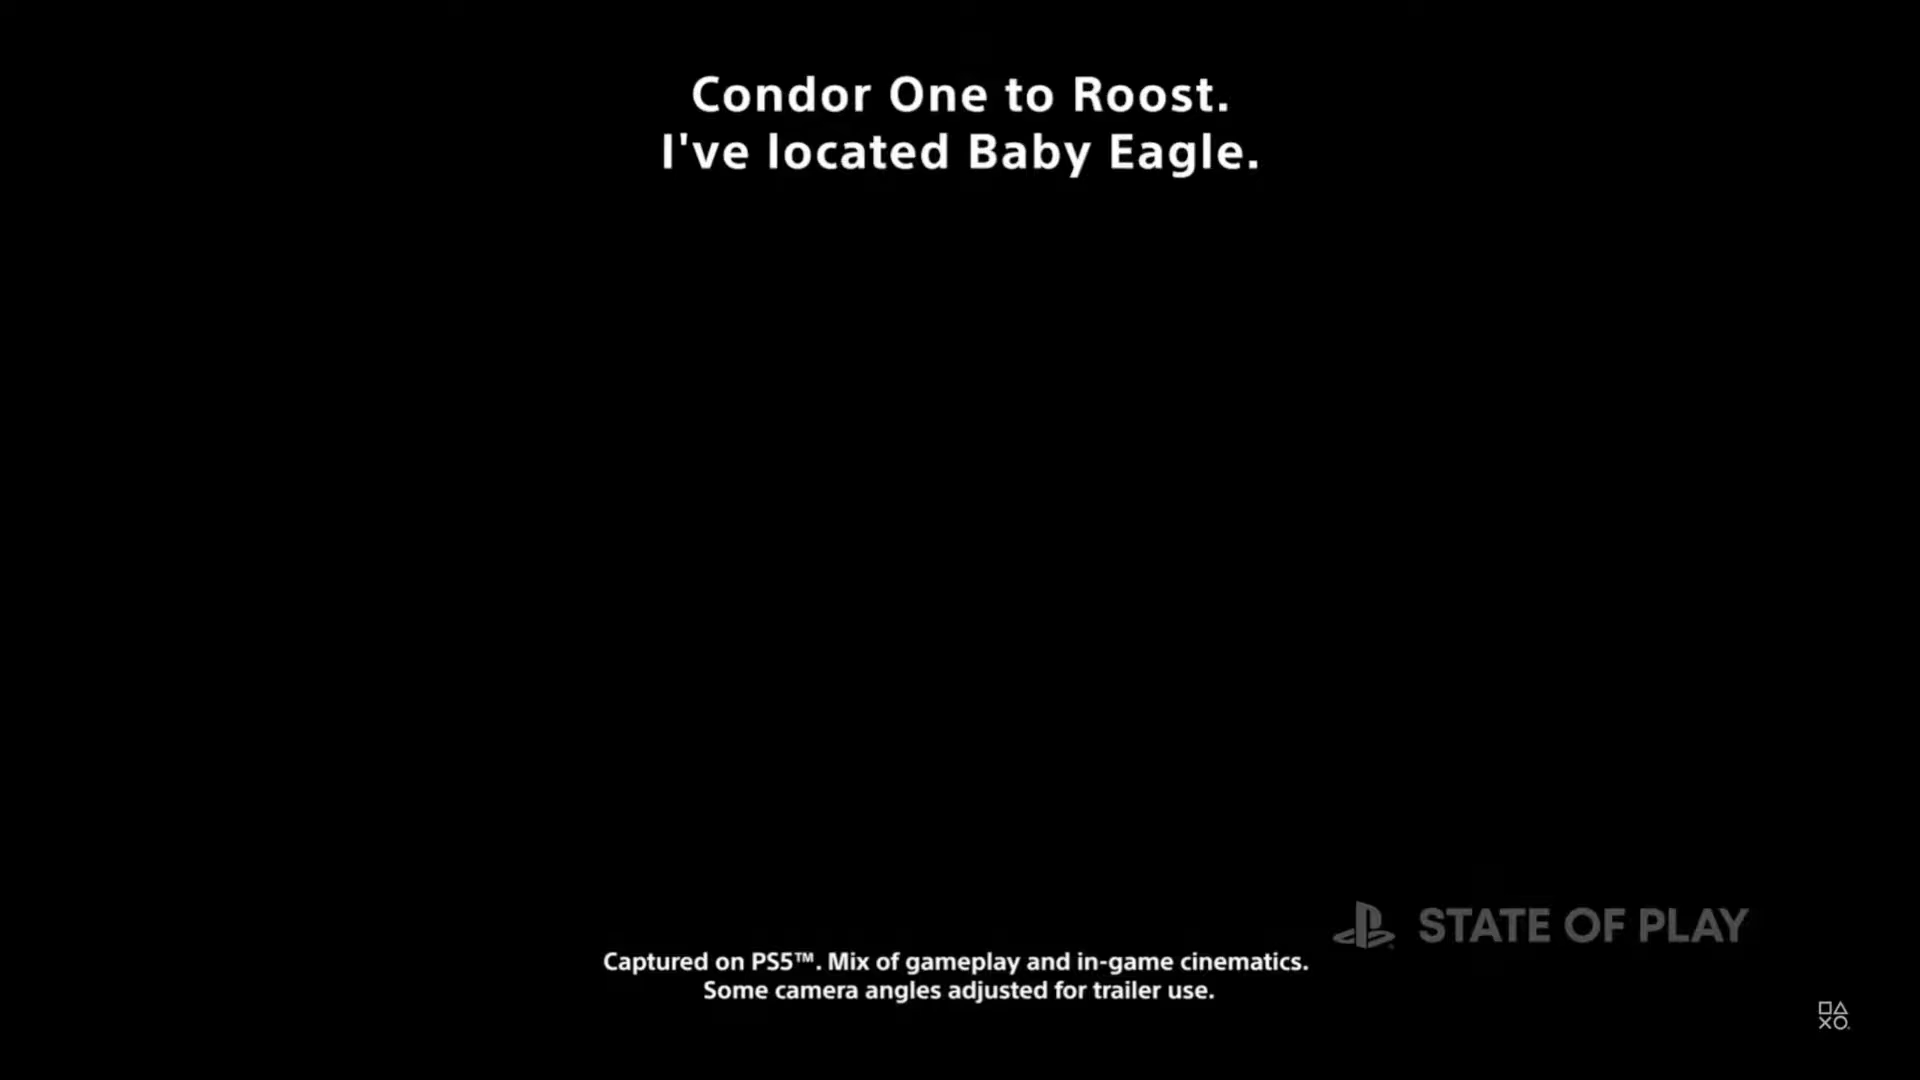 Condor One to Roost.
I've located Baby Eagle.
STATE OF PLAY
Captured on PS5™. Mix of gameplay and in-game cinematics.
Some camera angles adjusted for trailer use.